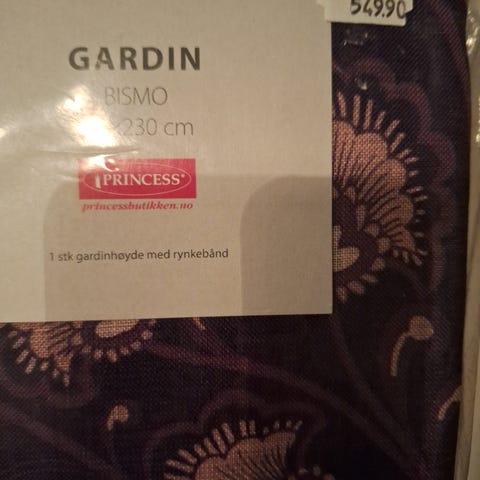 549.90
GARDIN
BISMO
230 cm
PRINCESS®
princessbutikken.no
1 stk gardinhøyde med rynkebånd